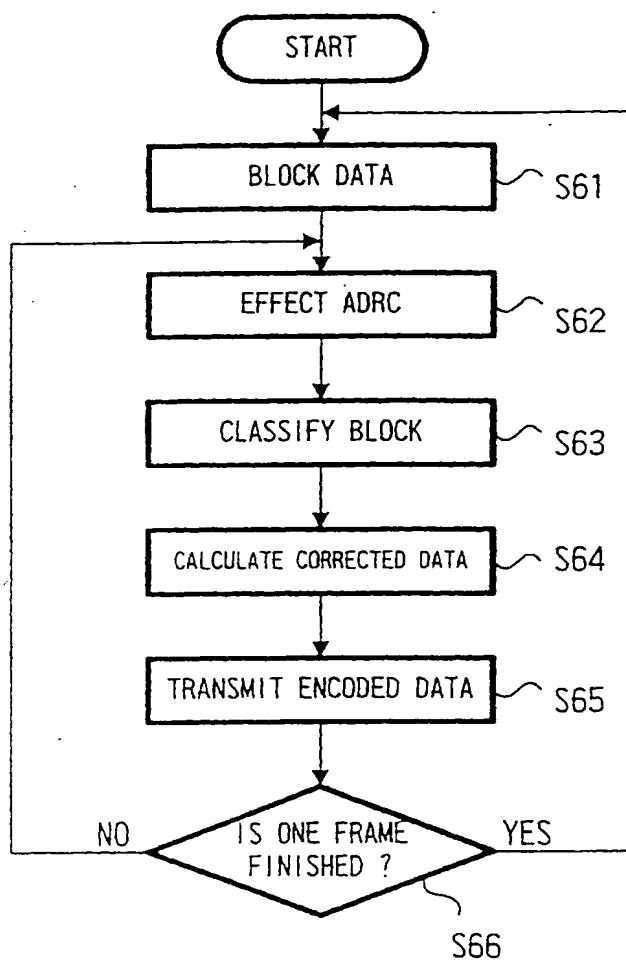 START
BLOCK DATA
S61
EFFECT ADRC
S62
CLASSIFY BLOCK
S63
CALCULATE CORRECTED DATA
S64
TRANSMIT ENCODED DATA
S65
NO
IS ONE FRAME
FINISHED ?
YES
S66